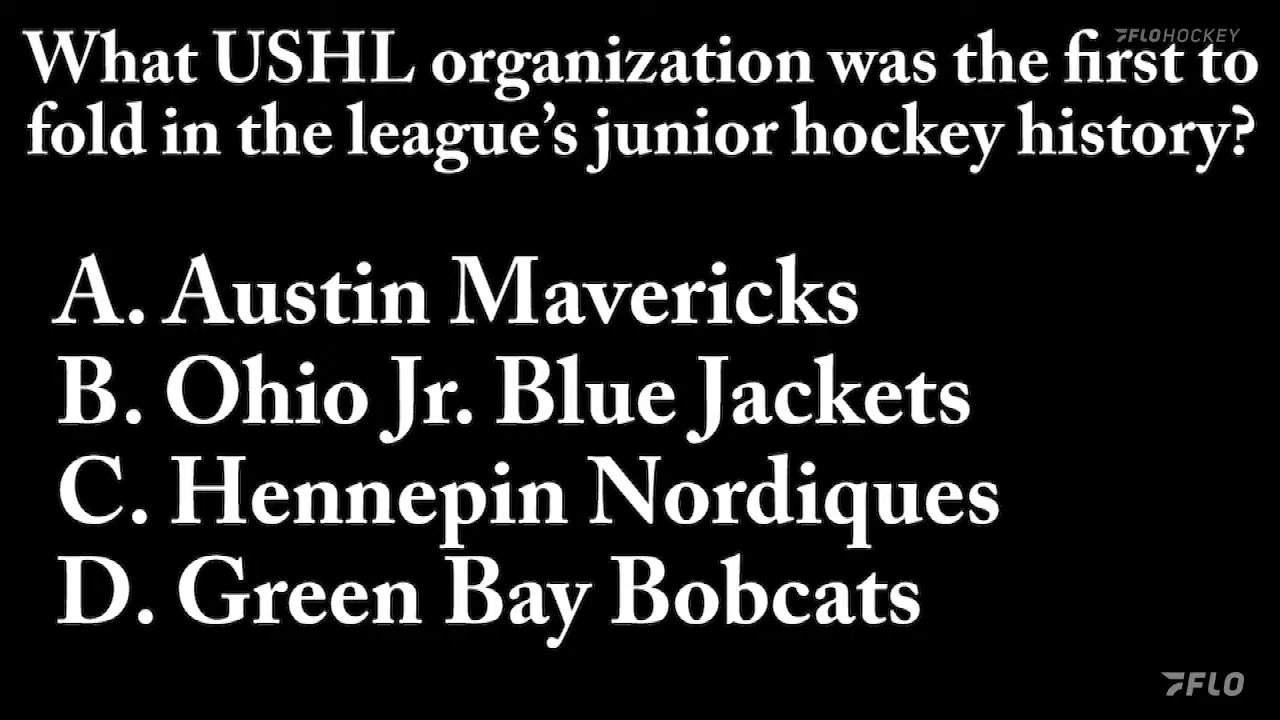 FLOHOCKEY
What USHL organization was the first to
fold in the league’s junior hockey history?
A. Austin Mavericks
B. Ohio Jr. Blue Jackets
C. Hennepin Nordiques
D. Green Bay Bobcats
FLO